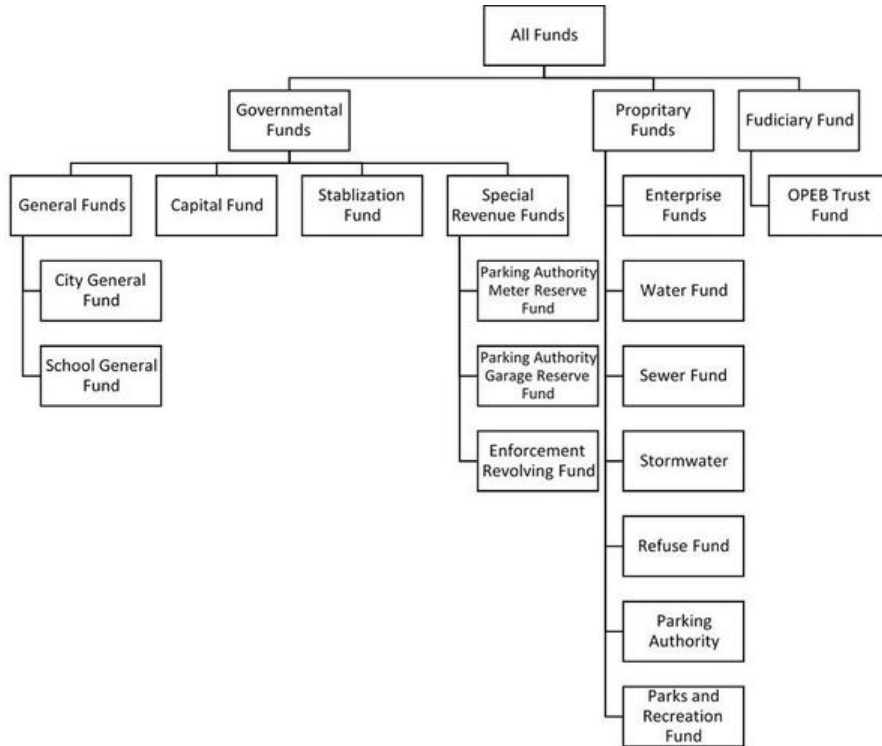 All Funds
Governmental
Funds
Propritary
Funds
Fudiciary Fund
General Funds
Capital Fund
Stablization
Fund
Special
Revenue Funds
Enterprise
Funds
OPEB Trust
Fund
City General
Fund
Parking Authority
Meter Reserve
Fund
Water Fund
School General
Fund
Parking Authority
Garage Reserve
Fund
Sewer Fund
Enforcement
Revolving Fund
Stormwater
Refuse Fund
Parking
Authority
Parks and
Recreation
Fund